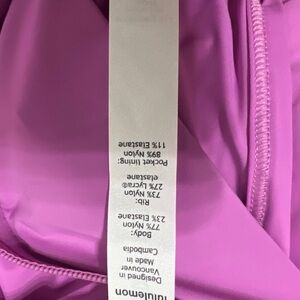 lululemon
Designed in
Vancouver
Made in
Cambodia
Body:
77% Nylon
23% Elastane
Rib:
73% Nylon
27% Lycra®
elastane
Pocket lining:
89% Nylon
11% Elastane